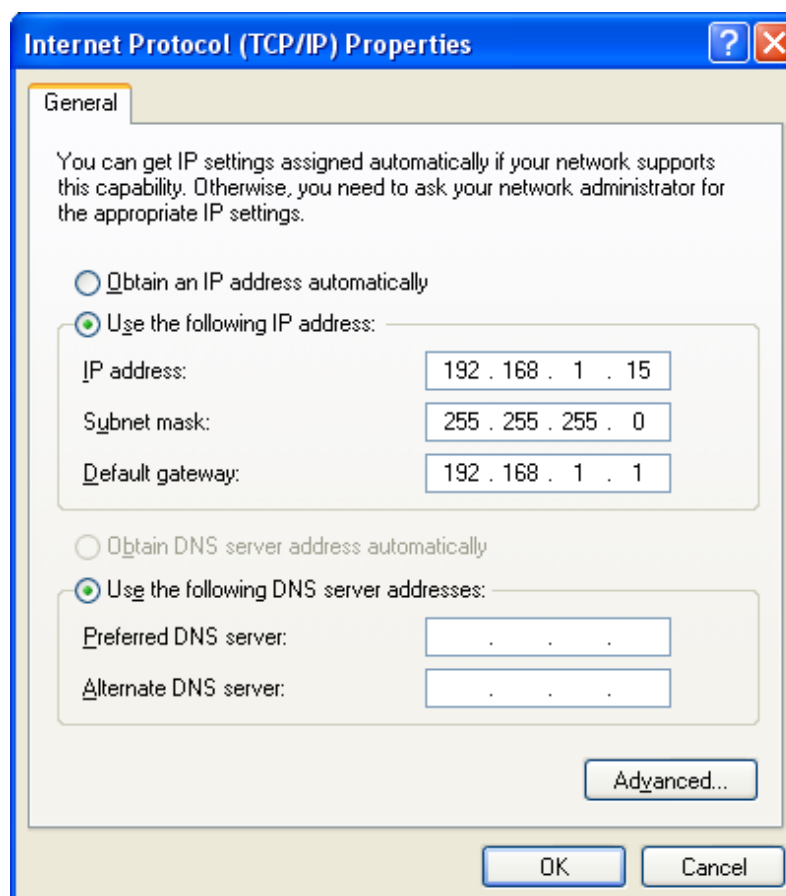 Internet Protocol (TCP/IP) Properties
General
You can get IP settings assigned automatically if your network supports
this capability. Otherwise, you need to ask your network administrator for
the appropriate IP settings.
Obtain an IP address automatically
Use the following IP address:
IP address: 192 . 168 . 1 . 15
Subnet mask: 255 . 255 . 255 . 0
Default gateway: 192 . 168 . 1 . 1
Obtain DNS server address automatically
Use the following DNS server addresses:
Preferred DNS server: . . .
Alternate DNS server: . . .
Advanced...
OK Cancel